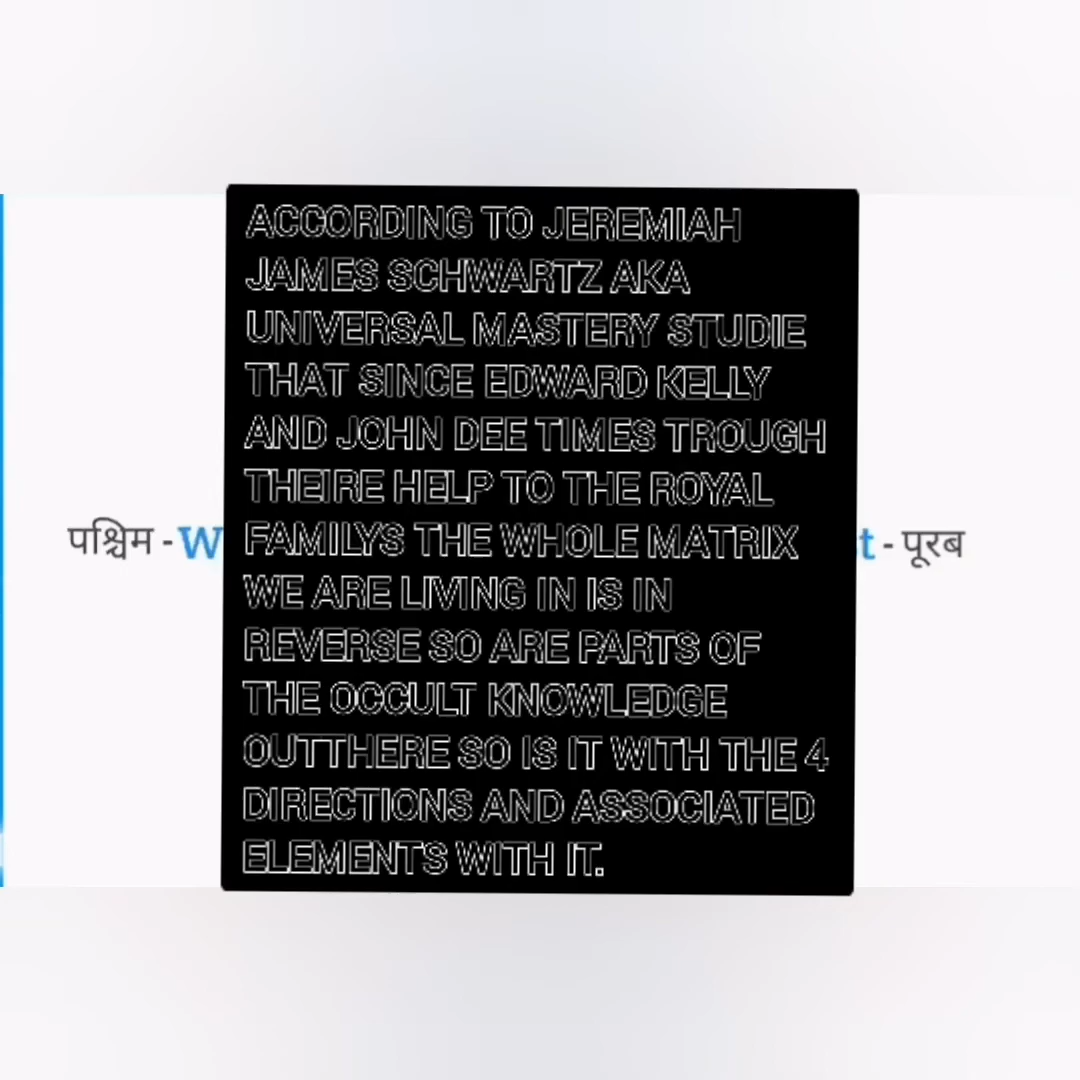 ACCORDING TO JEREMIAH
JAMES SCHWARTZ AKA
UNIVERSAL MASTERY STUDIE
THAT SINCE EDWARD KELLY
AND JOHN DEE TIMES TROUGH
THEIRE HELP TO THE ROYAL
पश्चिम - W FAMILYS THE WHOLE MATRIX t - पूरब
WE ARE LIVING IN IS IN
REVERSE SO ARE PARTS OF
THE OCCULT KNOWLEDGE
OUTTHERE SO IS IT WITH THE 4
DIRECTIONS AND ASSOCIATED
ELEMENTS WITH IT.